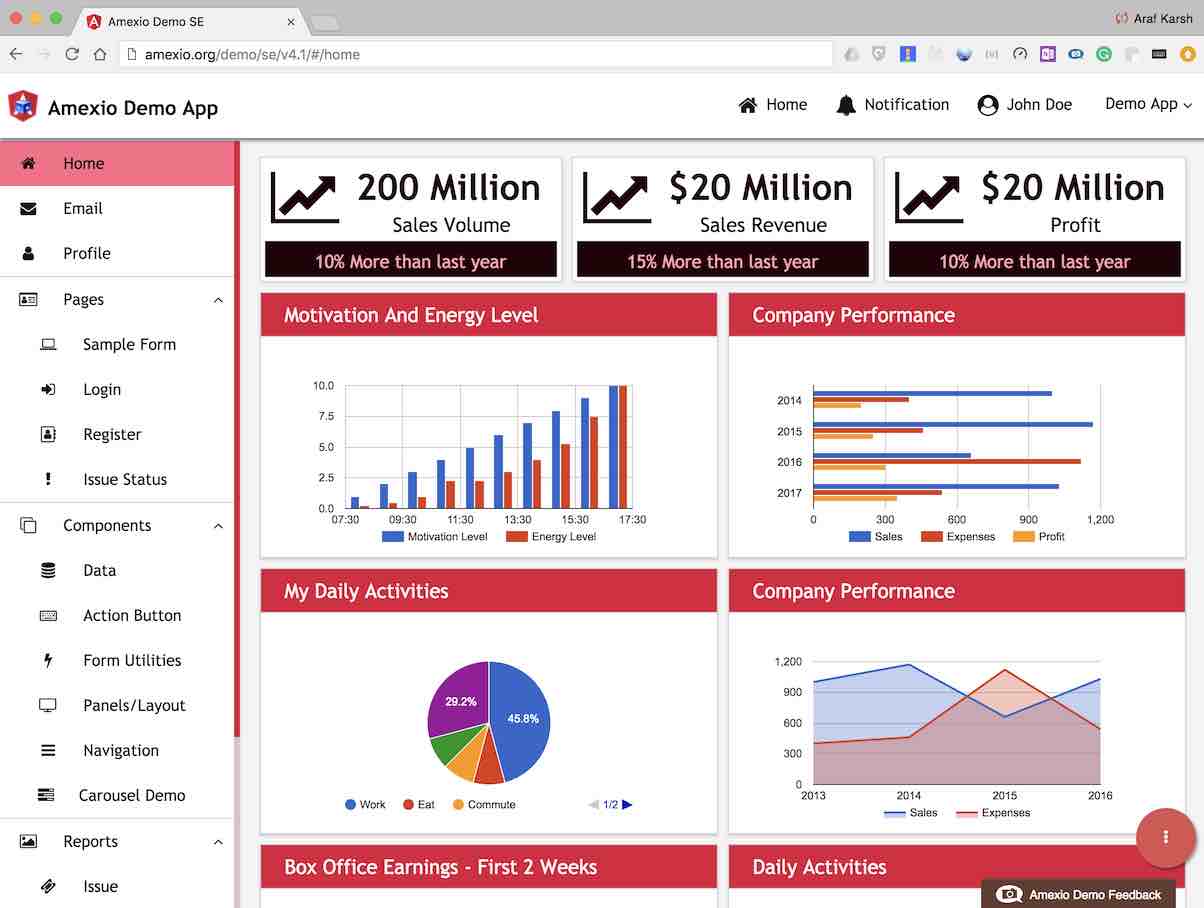 Amexio Demo SE
Araf Karsh
amexio.org/demo/se/v4.1/#/home
Amexio Demo App
Home
Notification
John Doe
Demo App
Home
Email
Profile
Pages
Sample Form
Login
Register
Issue Status
Components
Data
Action Button
Form Utilities
Panels/Layout
Navigation
Carousel Demo
Reports
Issue
200 Million
Sales Volume
10% More than last year
$20 Million
Sales Revenue
15% More than last year
$20 Million
Profit
10% More than last year
Motivation And Energy Level
10.0
7.5
5.0
2.5
0.0
07:30 09:30 11:30 13:30 15:30 17:30
Motivation Level Energy Level
Company Performance
2014
2015
2016
2017
0 300 600 900 1,200
Sales Expenses Profit
My Daily Activities
29.2%
45.8%
Work Eat Commute 1/2
Company Performance
1,200
900
600
300
0
2013 2014 2015 2016
Sales Expenses
Box Office Earnings - First 2 Weeks
Daily Activities
Amexio Demo Feedback